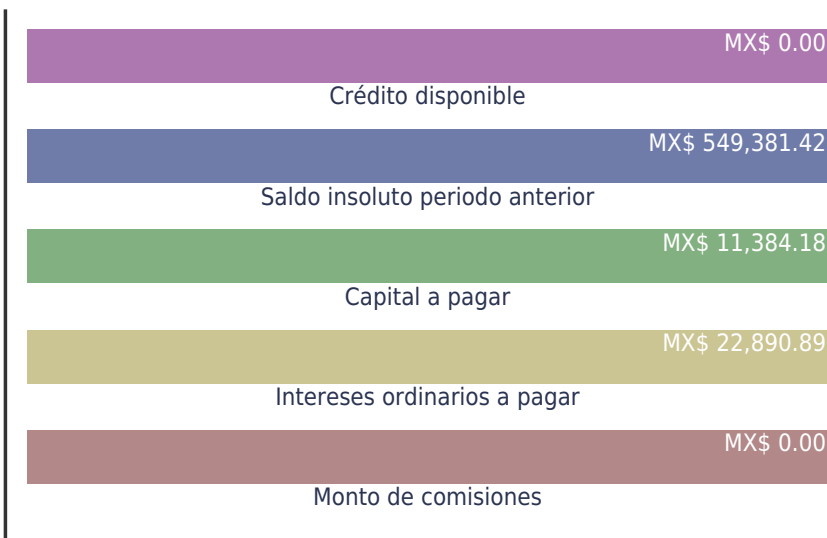 MX$ 0.00
Crédito disponible
MX$ 549,381.42
Saldo insoluto periodo anterior
MX$ 11,384.18
Capital a pagar
MX$ 22,890.89
Intereses ordinarios a pagar
MX$ 0.00
Monto de comisiones